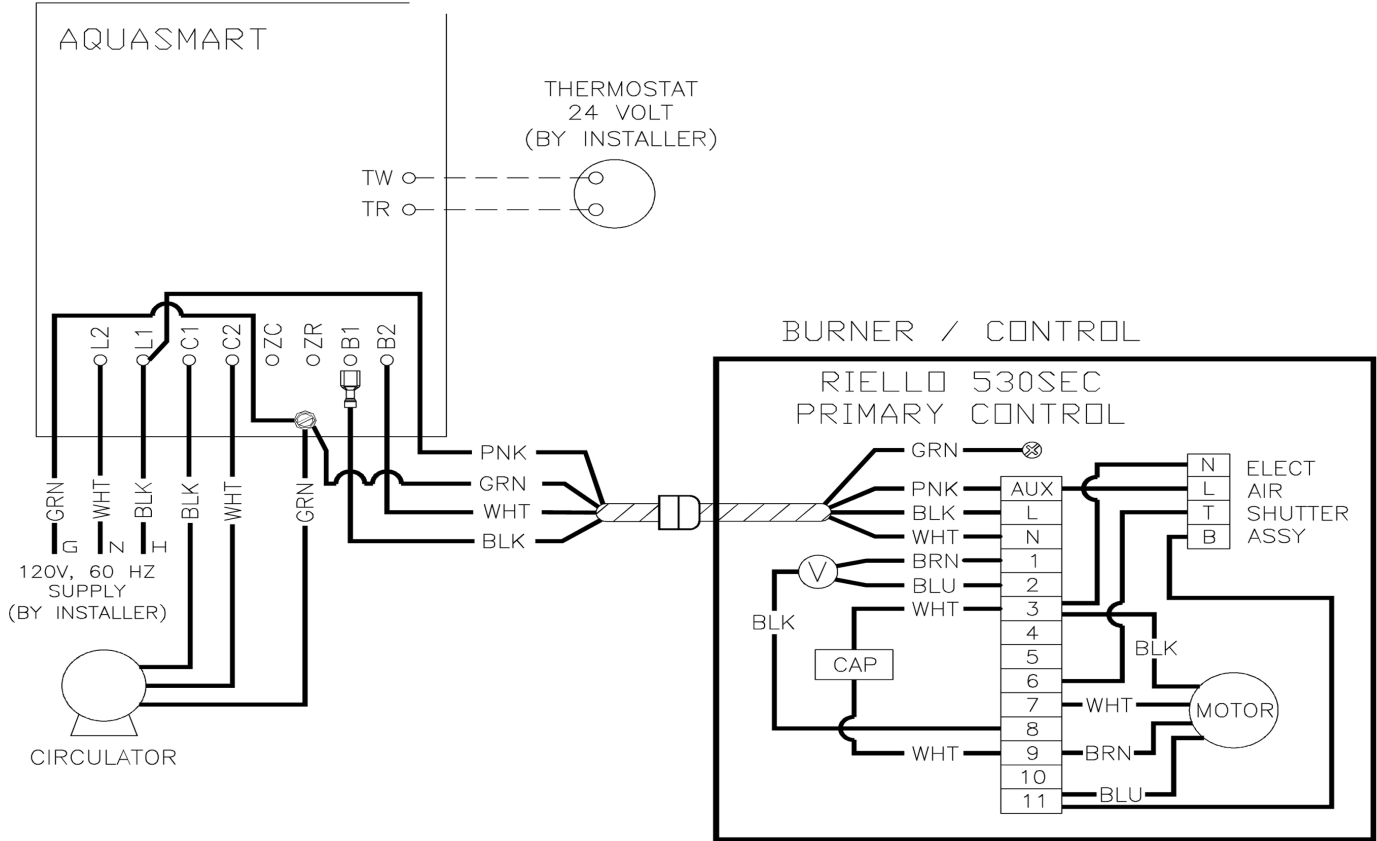 AQUASMART
THERMOSTAT
24 VOLT
(BY INSTALLER)
TW
TR
L2
L1
C1
C2
ZC
ZR
B1
B2
GRN
WHT
BLK
BLK
WHT
GRN
G
N
H
120V, 60 HZ
SUPPLY
(BY INSTALLER)
CIRCULATOR
PNK
GRN
WHT
BLK
BURNER / CONTROL
RIELLO 530SEC
PRIMARY CONTROL
GRN
PNK
BLK
WHT
BRN
BLU
WHT
V
BLK
CAP
WHT
AUX
L
N
1
2
3
4
5
6
7
8
9
10
11
N
L
T
B
ELECT
AIR
SHUTTER
ASSY
BLK
WHT
BRN
BLU
MOTOR